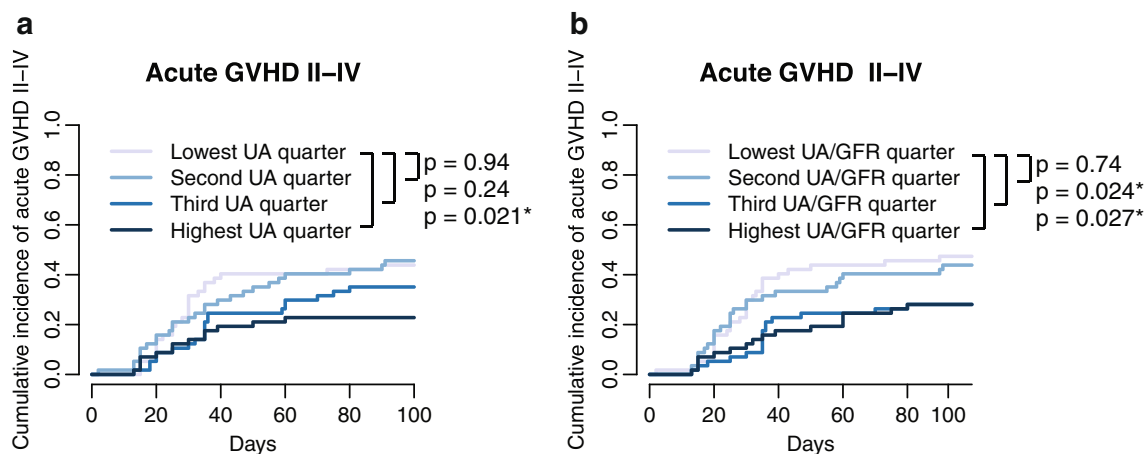 a
Acute GVHD II–IV
Cumulative incidence of acute GVHD II–IV
1.0
0.8
0.6
0.4
0.2
0.0
Lowest UA quarter
Second UA quarter
Third UA quarter
Highest UA quarter
p = 0.94
p = 0.24
p = 0.021*
0 20 40 60 80 100
Days
b
Acute GVHD II–IV
Cumulative incidence of acute GVHD II–IV
1.0
0.8
0.6
0.4
0.2
0.0
Lowest UA/GFR quarter
Second UA/GFR quarter
Third UA/GFR quarter
Highest UA/GFR quarter
p = 0.74
p = 0.024*
p = 0.027*
0 20 40 60 80 100
Days